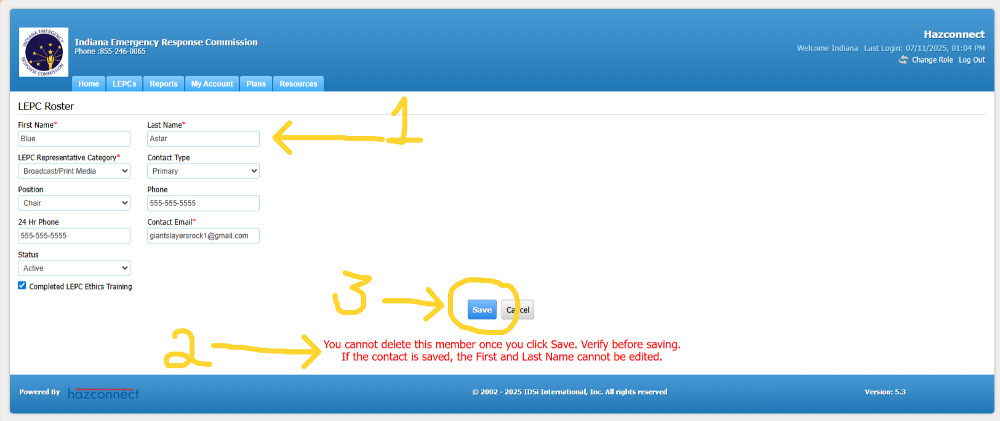 INDIANA EMERGENCY
RESPONSE COMMISSION
Indiana Emergency Response Commission
Phone :855-246-0065
Hazconnect
Welcome Indiana Last Login: 07/11/2025, 01:04 PM
Change Role Log Out
Home LEPCs Reports My Account Plans Resources
LEPC Roster
1
First Name* Last Name*
Blue Astar
LEPC Representative Category* Contact Type
Broadcast/Print Media Primary
Position Phone
Chair 555-555-5555
24 Hr Phone Contact Email*
555-555-5555 giantslayersrock1@gmail.com
Status
Active
Completed LEPC Ethics Training
3
Save Cancel
2
You cannot delete this member once you click Save. Verify before saving.
If the contact is saved, the First and Last Name cannot be edited.
Powered By hazconnect © 2002 - 2025 IDSi International, Inc. All rights reserved Version: 5.3